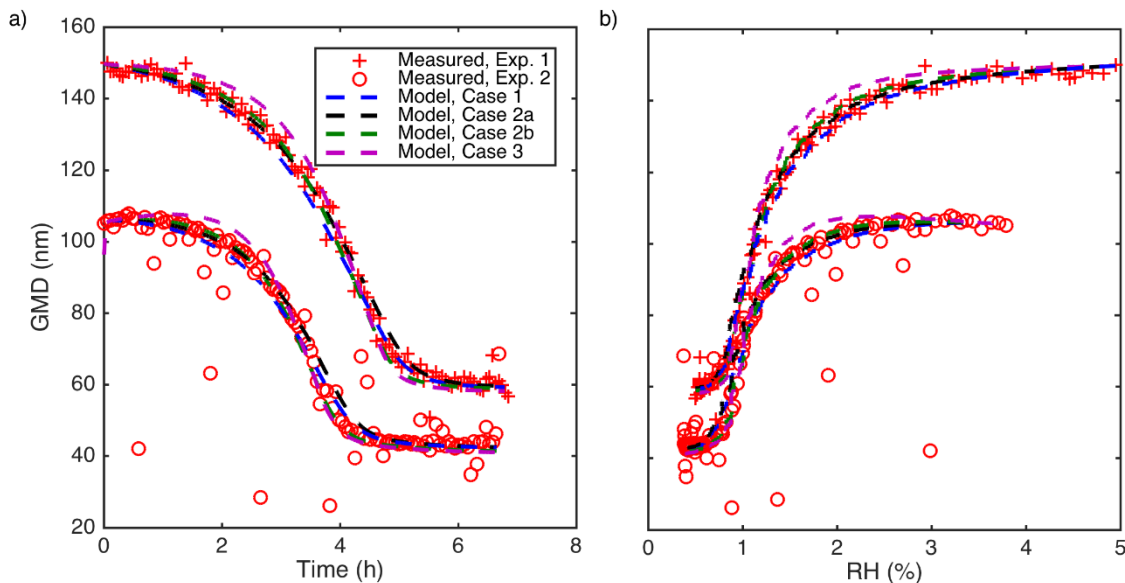 a)
160
140
120
100
80
60
40
20
GMD (nm)
0
2
4
6
8
Time (h)
Measured, Exp. 1
Measured, Exp. 2
Model, Case 1
Model, Case 2a
Model, Case 2b
Model, Case 3
b)
0
1
2
3
4
5
RH (%)